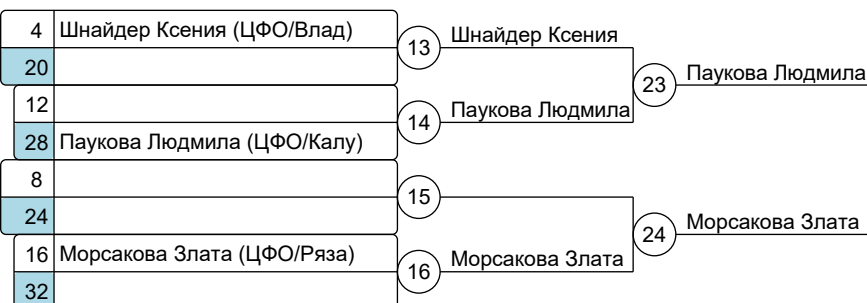 4 Шнайдер Ксения (ЦФО/Влад)
13 Шнайдер Ксения
20
23 Паукова Людмила
12
14 Паукова Людмила
28 Паукова Людмила (ЦФО/Калу)
8
15
24
24 Морсакова Злата
16 Морсакова Злата (ЦФО/Ряза)
16 Морсакова Злата
32